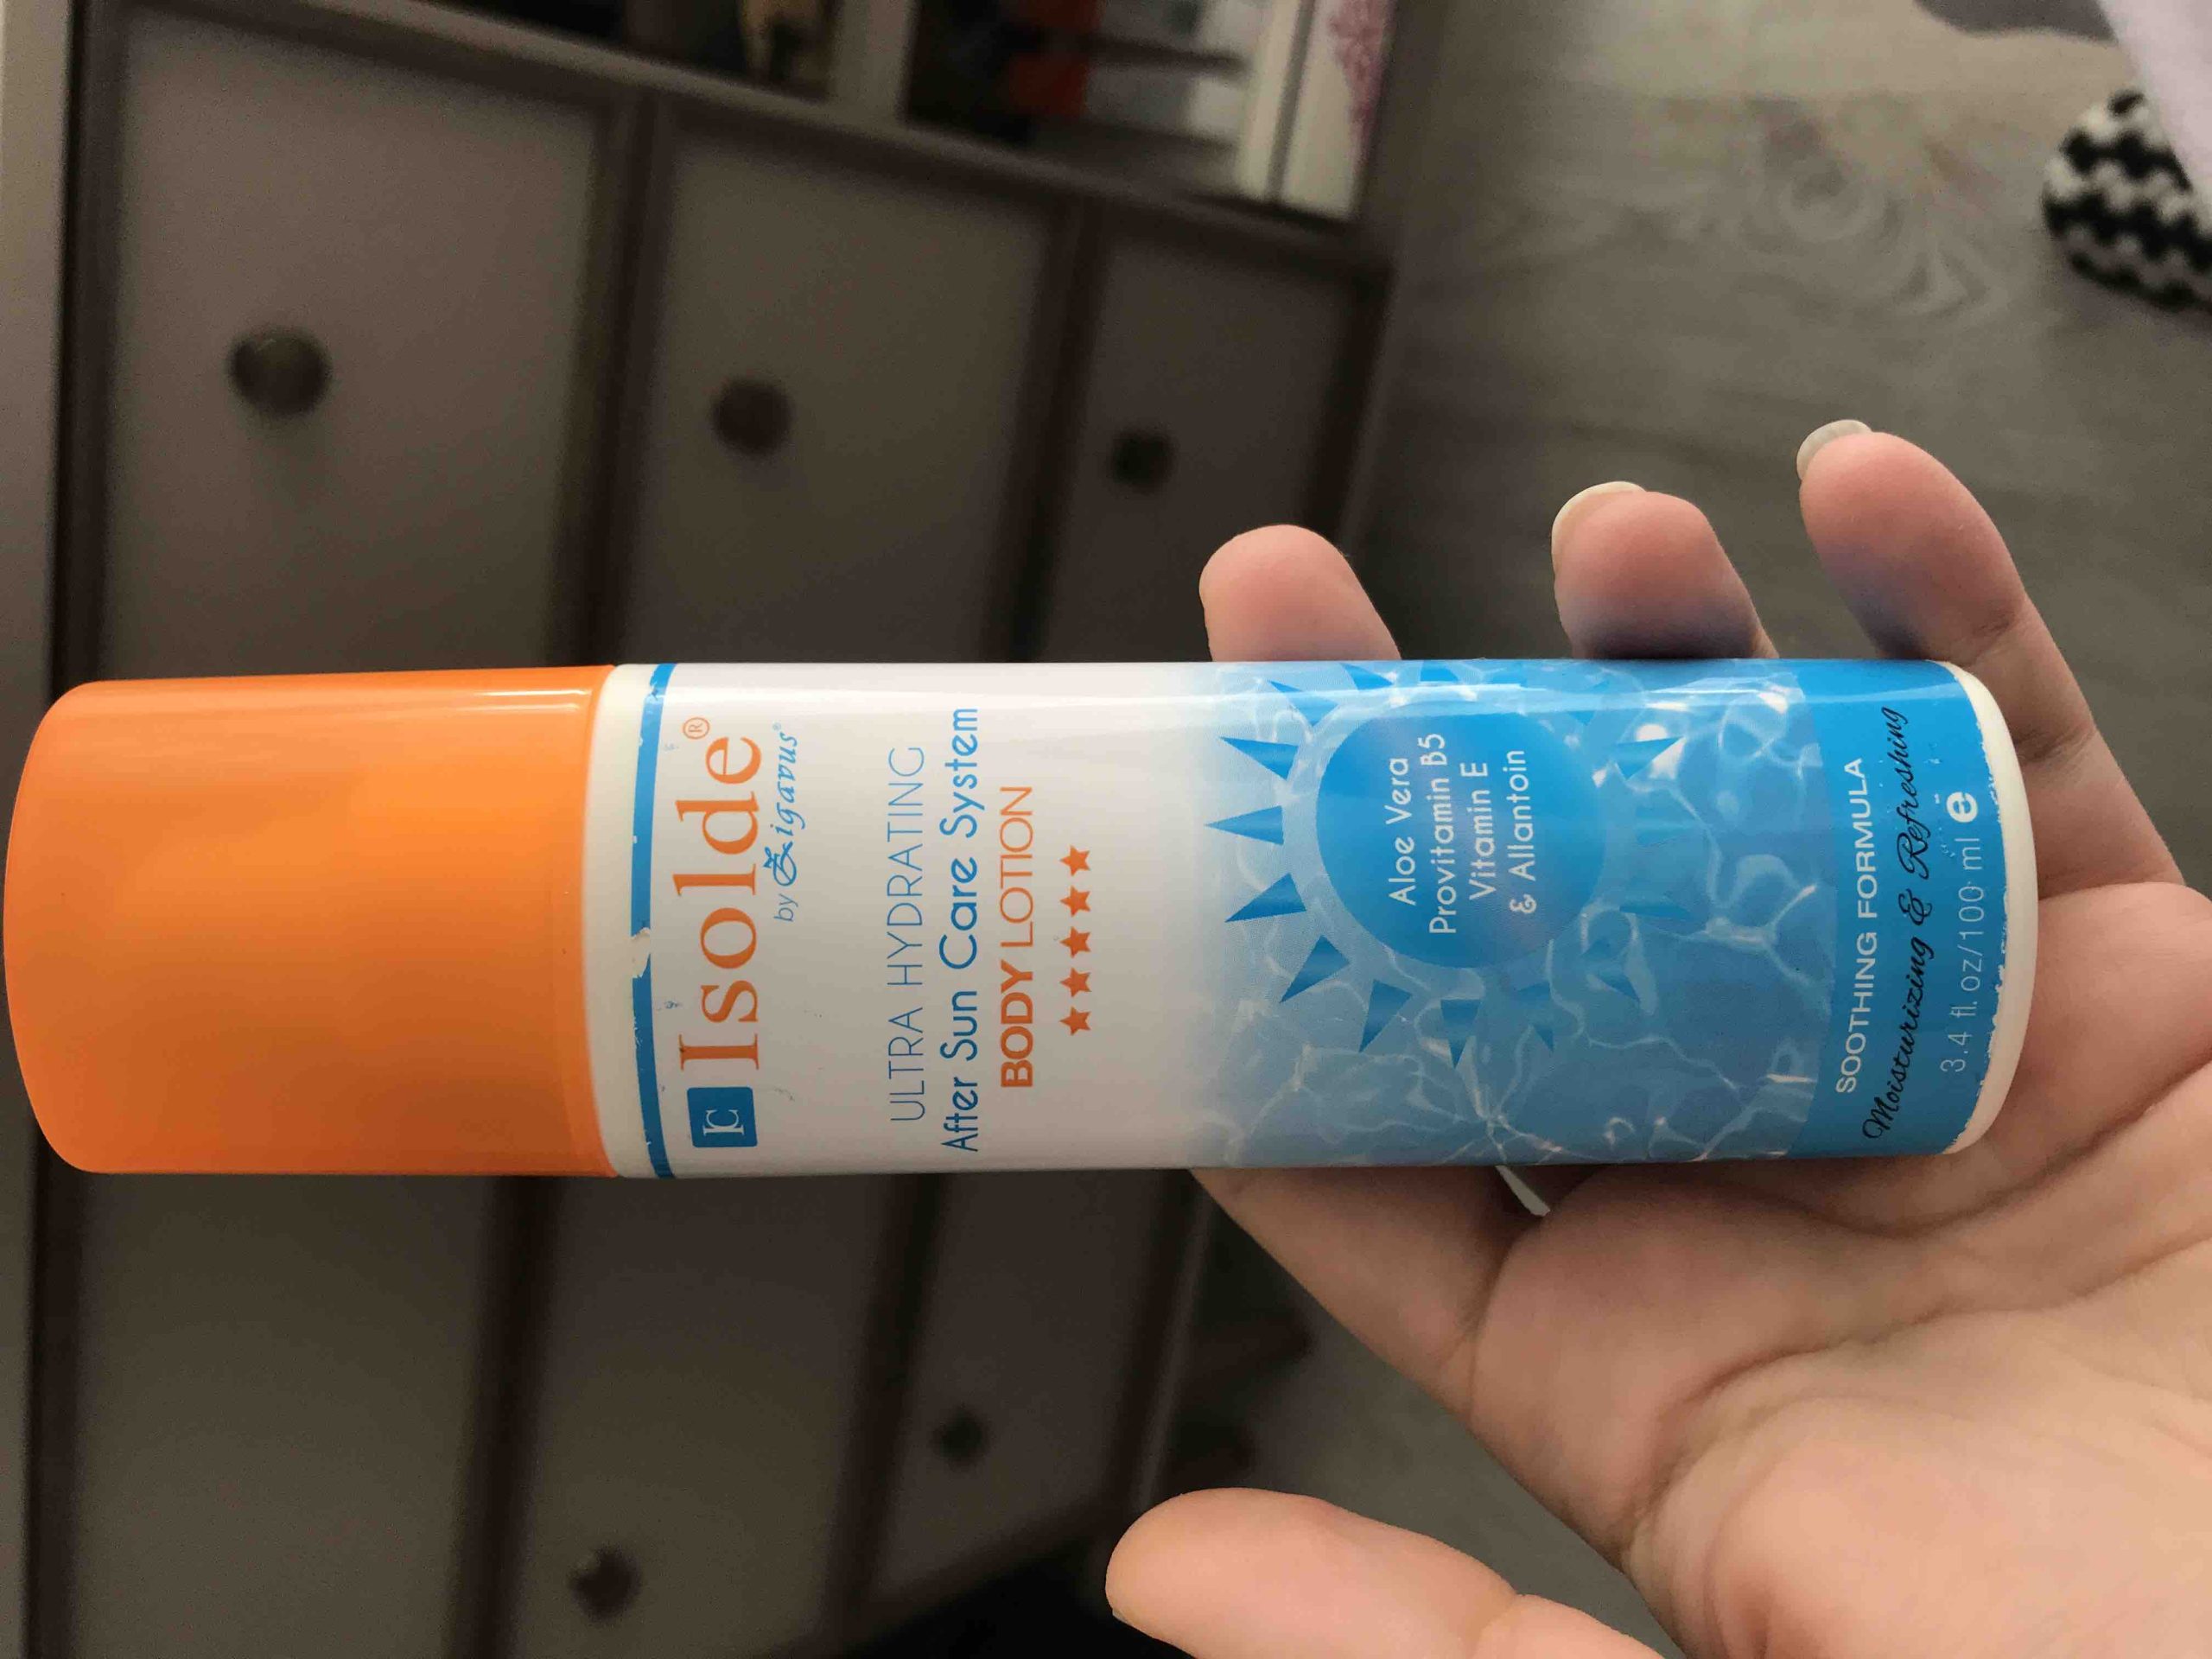 IC Isolde®
by Zigavus®
ULTRA HYDRATING
After Sun Care System
BODY LOTION
Aloe Vera
Provitamin B5
Vitamin E
& Allantoin
SOOTHING FORMULA
Moisturizing & Refreshing
3.4 fl. oz/100 ml e